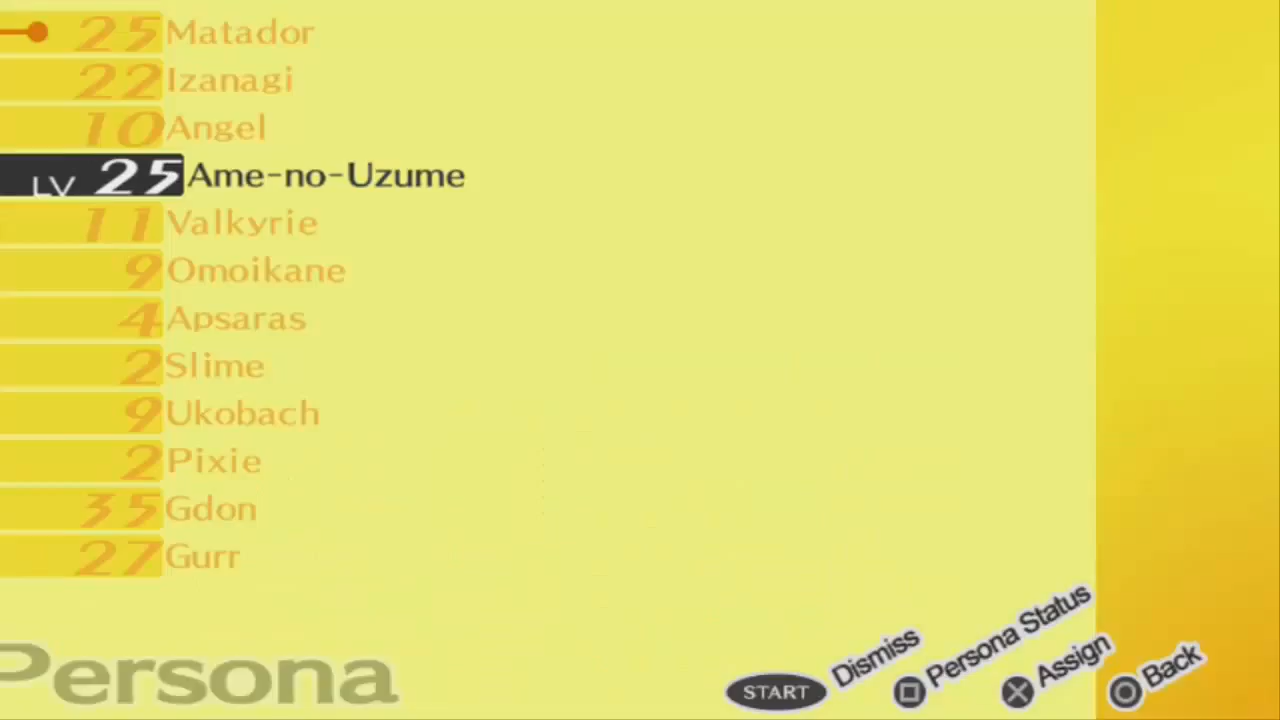 25 Matador
22 Izanagi
10 Angel
LV 25 Ame-no-Uzume
11 Valkyrie
9 Omoikane
4 Apsaras
2 Slime
9 Ukobach
2 Pixie
35 Gdon
27 Gurr
Persona
START Dismiss Persona Status Assign Back